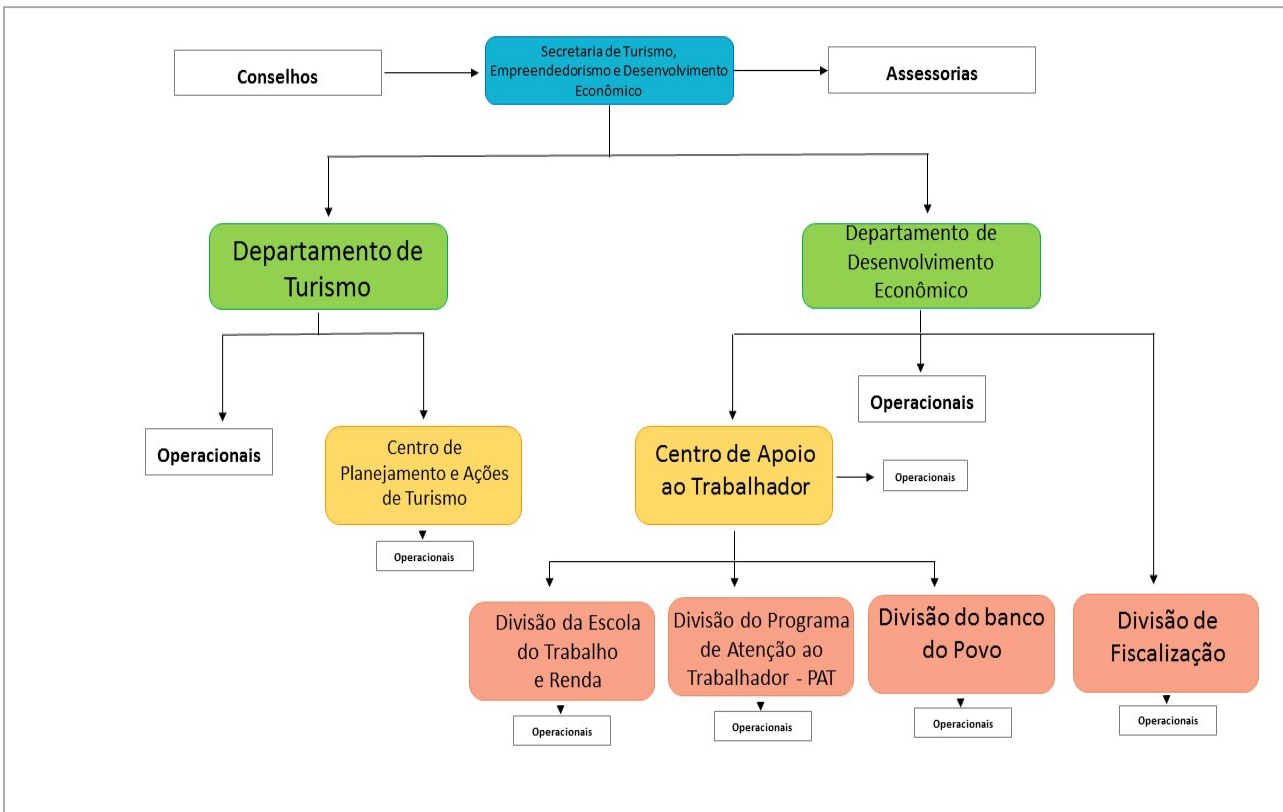 Conselhos
Secretaria de Turismo,
Empreendedorismo e Desenvolvimento
Econômico
Assessorias
Departamento de
Turismo
Departamento de
Desenvolvimento
Econômico
Operacionais
Centro de
Planejamento e Ações
de Turismo
Operacionais
Operacionais
Centro de Apoio
ao Trabalhador
Operacionais
Divisão da Escola
do Trabalho
e Renda
Operacionais
Divisão do Programa
de Atenção ao
Trabalhador - PAT
Operacionais
Divisão do banco
do Povo
Operacionais
Divisão de
Fiscalização
Operacionais